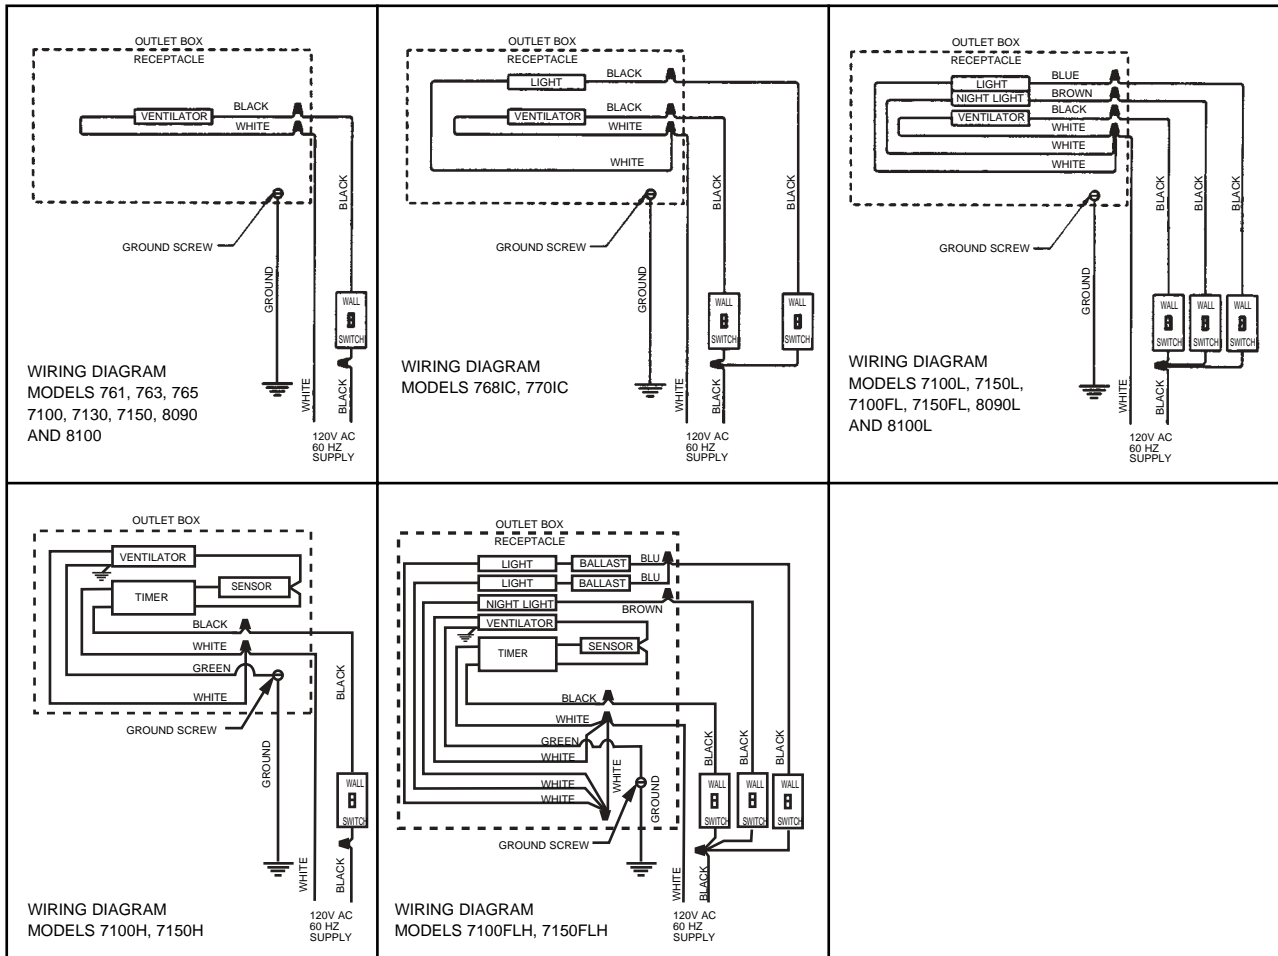 OUTLET BOX
RECEPTACLE
VENTILATOR
BLACK
WHITE
BLACK
GROUND SCREW
GROUND
WALL
SWITCH
WHITE
BLACK
WIRING DIAGRAM
MODELS 761, 763, 765
7100, 7130, 7150, 8090
AND 8100
120V AC
60 HZ
SUPPLY
OUTLET BOX
RECEPTACLE
LIGHT
BLACK
VENTILATOR
BLACK
WHITE
WHITE
BLACK
BLACK
GROUND SCREW
GROUND
WALL
SWITCH
WALL
SWITCH
WHITE
BLACK
WIRING DIAGRAM
MODELS 768IC, 770IC
120V AC
60 HZ
SUPPLY
OUTLET BOX
RECEPTACLE
LIGHT
BLUE
NIGHT LIGHT
BROWN
VENTILATOR
BLACK
WHITE
WHITE
WHITE
BLACK
BLACK
BLACK
GROUND SCREW
GROUND
WALL
SWITCH
WALL
SWITCH
WALL
SWITCH
WHITE
BLACK
WIRING DIAGRAM
MODELS 7100L, 7150L,
7100FL, 7150FL, 8090L
AND 8100L
120V AC
60 HZ
SUPPLY
OUTLET BOX
VENTILATOR
TIMER
SENSOR
BLACK
WHITE
GREEN
WHITE
BLACK
GROUND SCREW
GROUND
WALL
SWITCH
WHITE
BLACK
WIRING DIAGRAM
MODELS 7100H, 7150H
120V AC
60 HZ
SUPPLY
OUTLET BOX
RECEPTACLE
LIGHT
BALLAST
BLU
LIGHT
BALLAST
BLU
NIGHT LIGHT
BROWN
VENTILATOR
TIMER
SENSOR
BLACK
WHITE
GREEN
WHITE
WHITE
WHITE
WHITE
GROUND
BLACK
BLACK
BLACK
WALL
SWITCH
WALL
SWITCH
WALL
SWITCH
GROUND SCREW
WHITE
BLACK
WIRING DIAGRAM
MODELS 7100FLH, 7150FLH
120V AC
60 HZ
SUPPLY